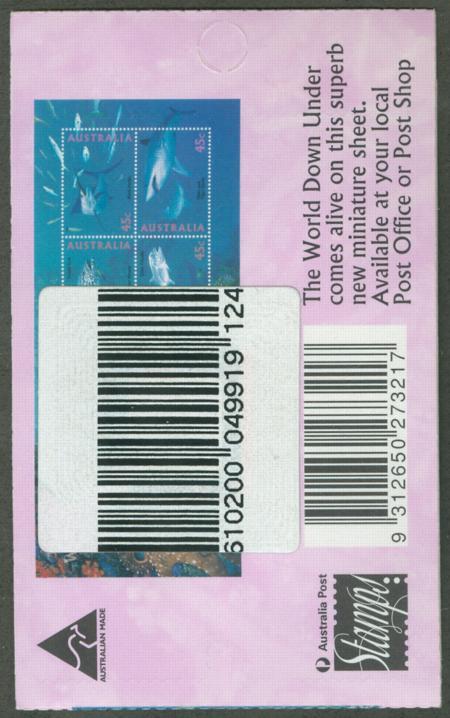 AUSTRALIA
45c
45c
AUSTRALIA
45c
The World Down Under
comes alive on this superb
new miniature sheet.
Available at your local
Post Office or Post Shop
610200 049919 124
9 312650 273217
AUSTRALIAN MADE
Australia Post
Stamps